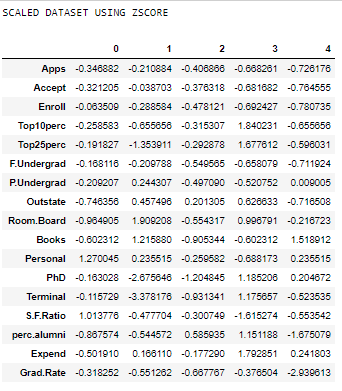 SCALED DATASET USING ZSCORE
0 1 2 3 4
Apps -0.346882 -0.210884 -0.406866 -0.668261 -0.726176
Accept -0.321205 -0.038703 -0.376318 -0.681682 -0.764555
Enroll -0.063509 -0.288584 -0.478121 -0.692427 -0.780735
Top10perc -0.258583 -0.655656 -0.315307 1.840231 -0.655656
Top25perc -0.191827 -1.353911 -0.292878 1.677612 -0.596031
F.Undergrad -0.168116 -0.209788 -0.549565 -0.658079 -0.711924
P.Undergrad -0.209207 0.244307 -0.497090 -0.520752 0.009005
Outstate -0.746356 0.457496 0.201305 0.626633 -0.716508
Room.Board -0.964905 1.909208 -0.554317 0.996791 -0.216723
Books -0.602312 1.215880 -0.905344 -0.602312 1.518912
Personal 1.270045 0.235515 -0.259582 -0.688173 0.235515
PhD -0.163028 -2.675646 -1.204845 1.185206 0.204672
Terminal -0.115729 -3.378176 -0.931341 1.175657 -0.523535
S.F.Ratio 1.013776 -0.477704 -0.300749 -1.615274 -0.553542
perc.alumni -0.867574 -0.544572 0.585935 1.151188 -1.675079
Expend -0.501910 0.166110 -0.177290 1.792851 0.241803
Grad.Rate -0.318252 -0.551262 -0.667767 -0.376504 -2.939613